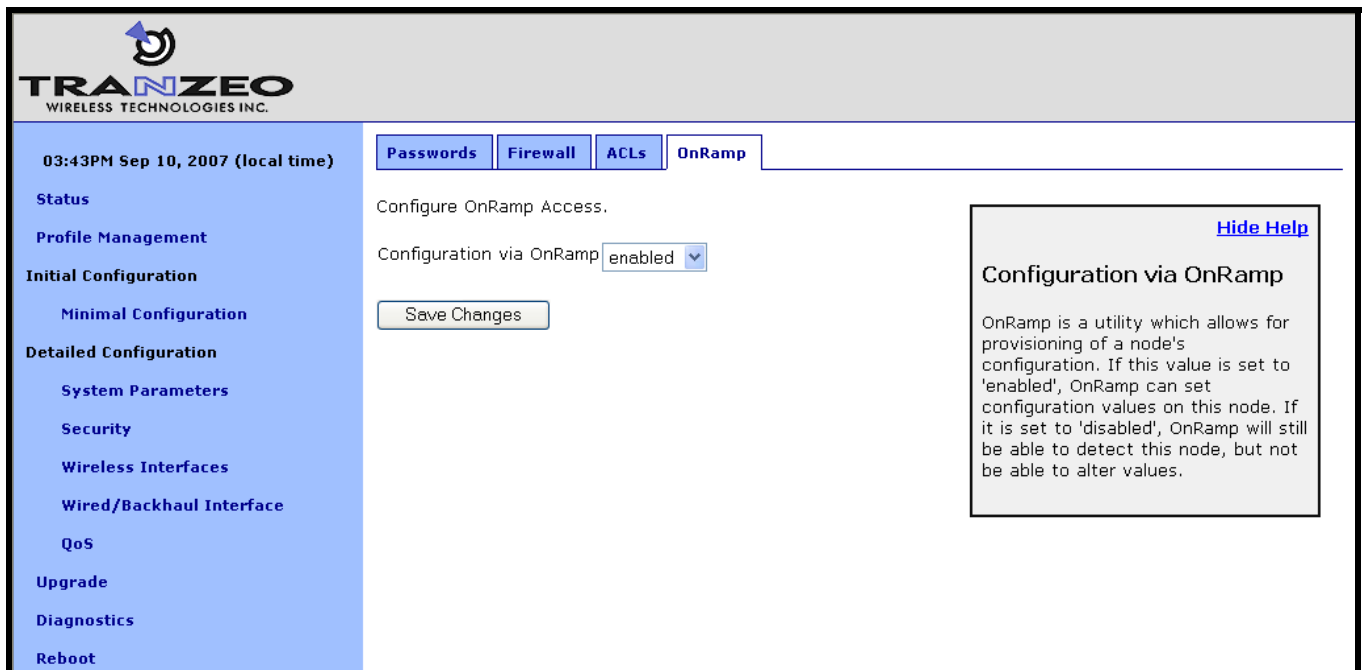 TRANZEO
WIRELESS TECHNOLOGIES INC.
03:43PM Sep 10, 2007 (local time)
Status
Profile Management
Initial Configuration
Minimal Configuration
Detailed Configuration
System Parameters
Security
Wireless Interfaces
Wired/Backhaul Interface
QoS
Upgrade
Diagnostics
Reboot
Passwords
Firewall
ACLs
OnRamp
Configure OnRamp Access.
Configuration via OnRamp enabled
Save Changes
Hide Help
Configuration via OnRamp
OnRamp is a utility which allows for
provisioning of a node's
configuration. If this value is set to
'enabled', OnRamp can set
configuration values on this node. If
it is set to 'disabled', OnRamp will still
be able to detect this node, but not
be able to alter values.